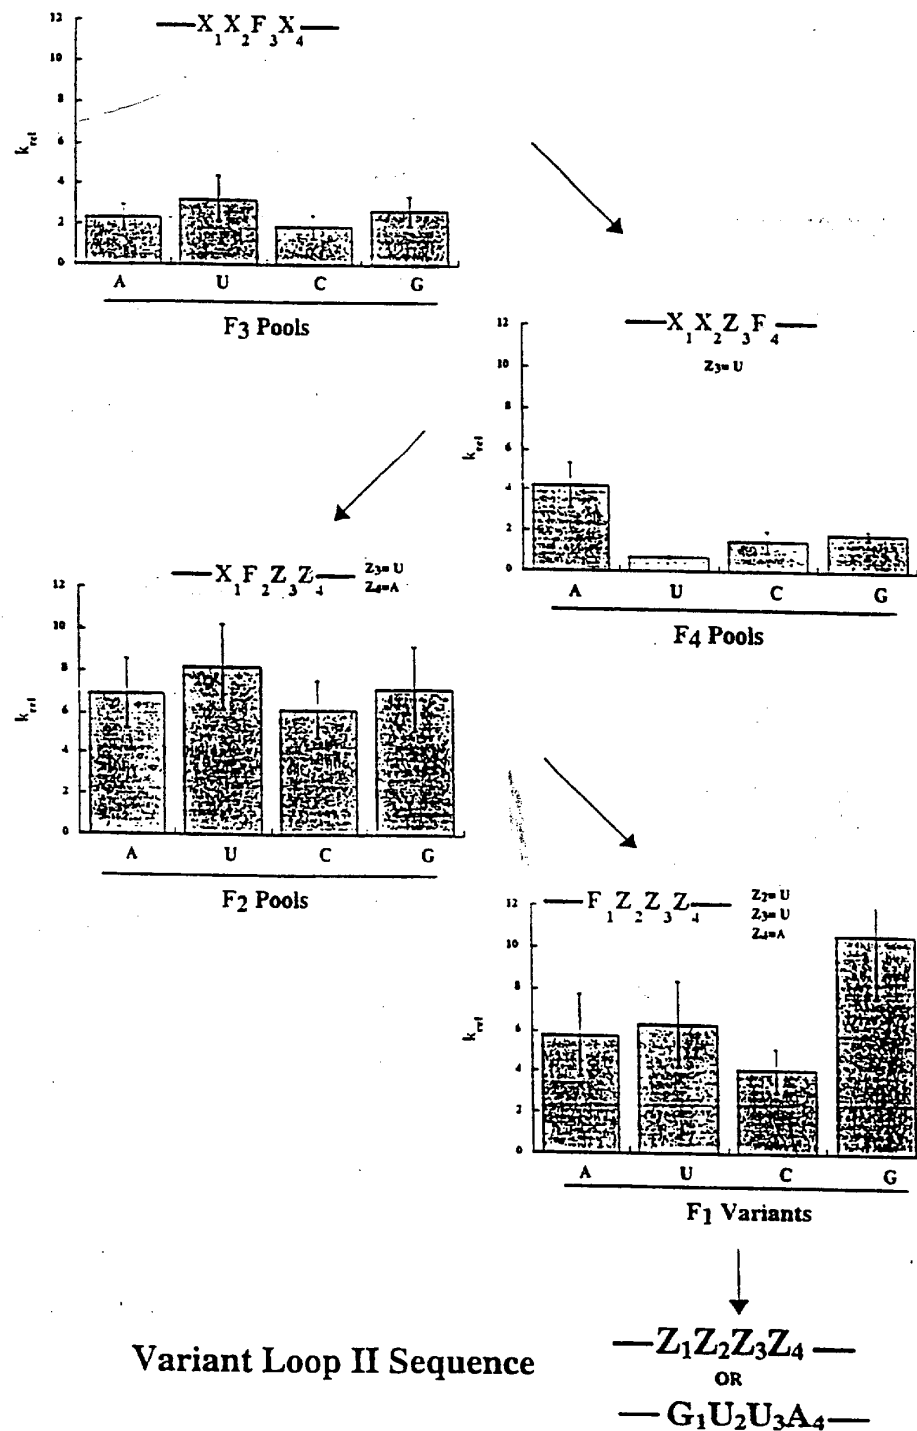 —X1X2F3X4—
12
10
8
6
4
2
0
krel
A U C G
F3 Pools
—X1X2Z3F4—
Z3= U
12
10
8
6
4
2
0
krel
A U C G
F4 Pools
—X1F2Z3Z4— Z3= U
Z4=A
12
10
8
6
4
2
0
krel
A U C G
F2 Pools
—F1Z2Z3Z4— Z2= U
Z3= U
Z4=A
12
10
8
6
4
2
0
krel
A U C G
F1 Variants
Variant Loop II Sequence
—Z1Z2Z3Z4—
OR
—G1U2U3A4—